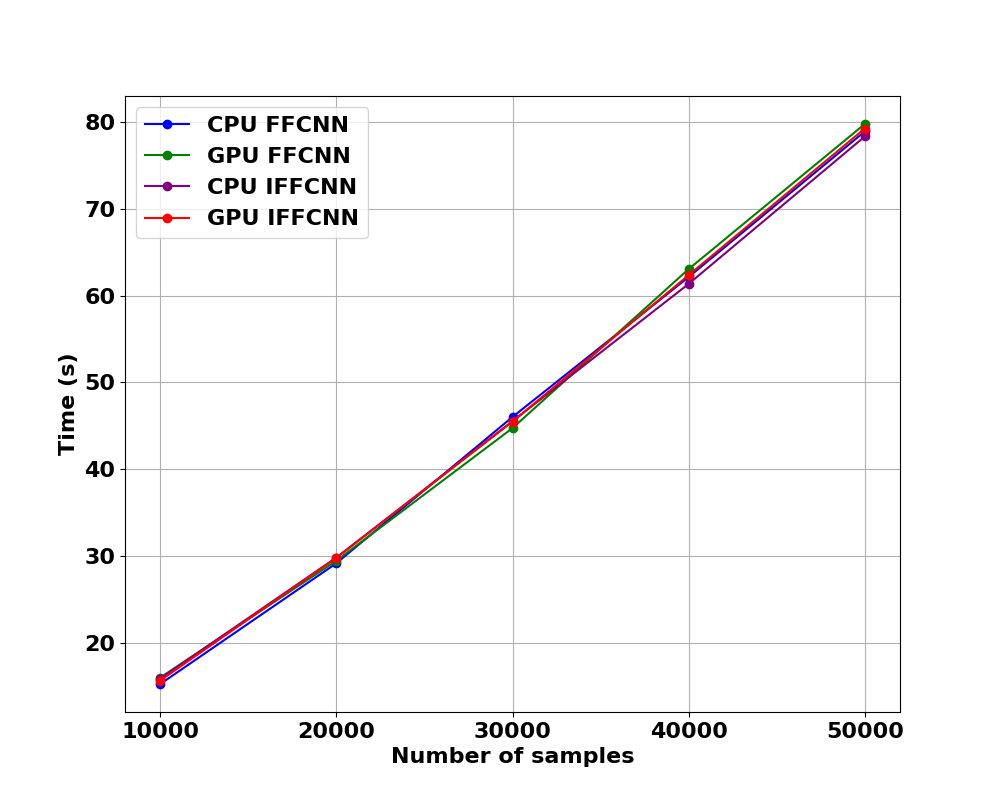 CPU FFCNN
GPU FFCNN
CPU IFFCNN
GPU IFFCNN
80
70
60
50
40
30
20
Time (s)
10000 20000 30000 40000 50000
Number of samples